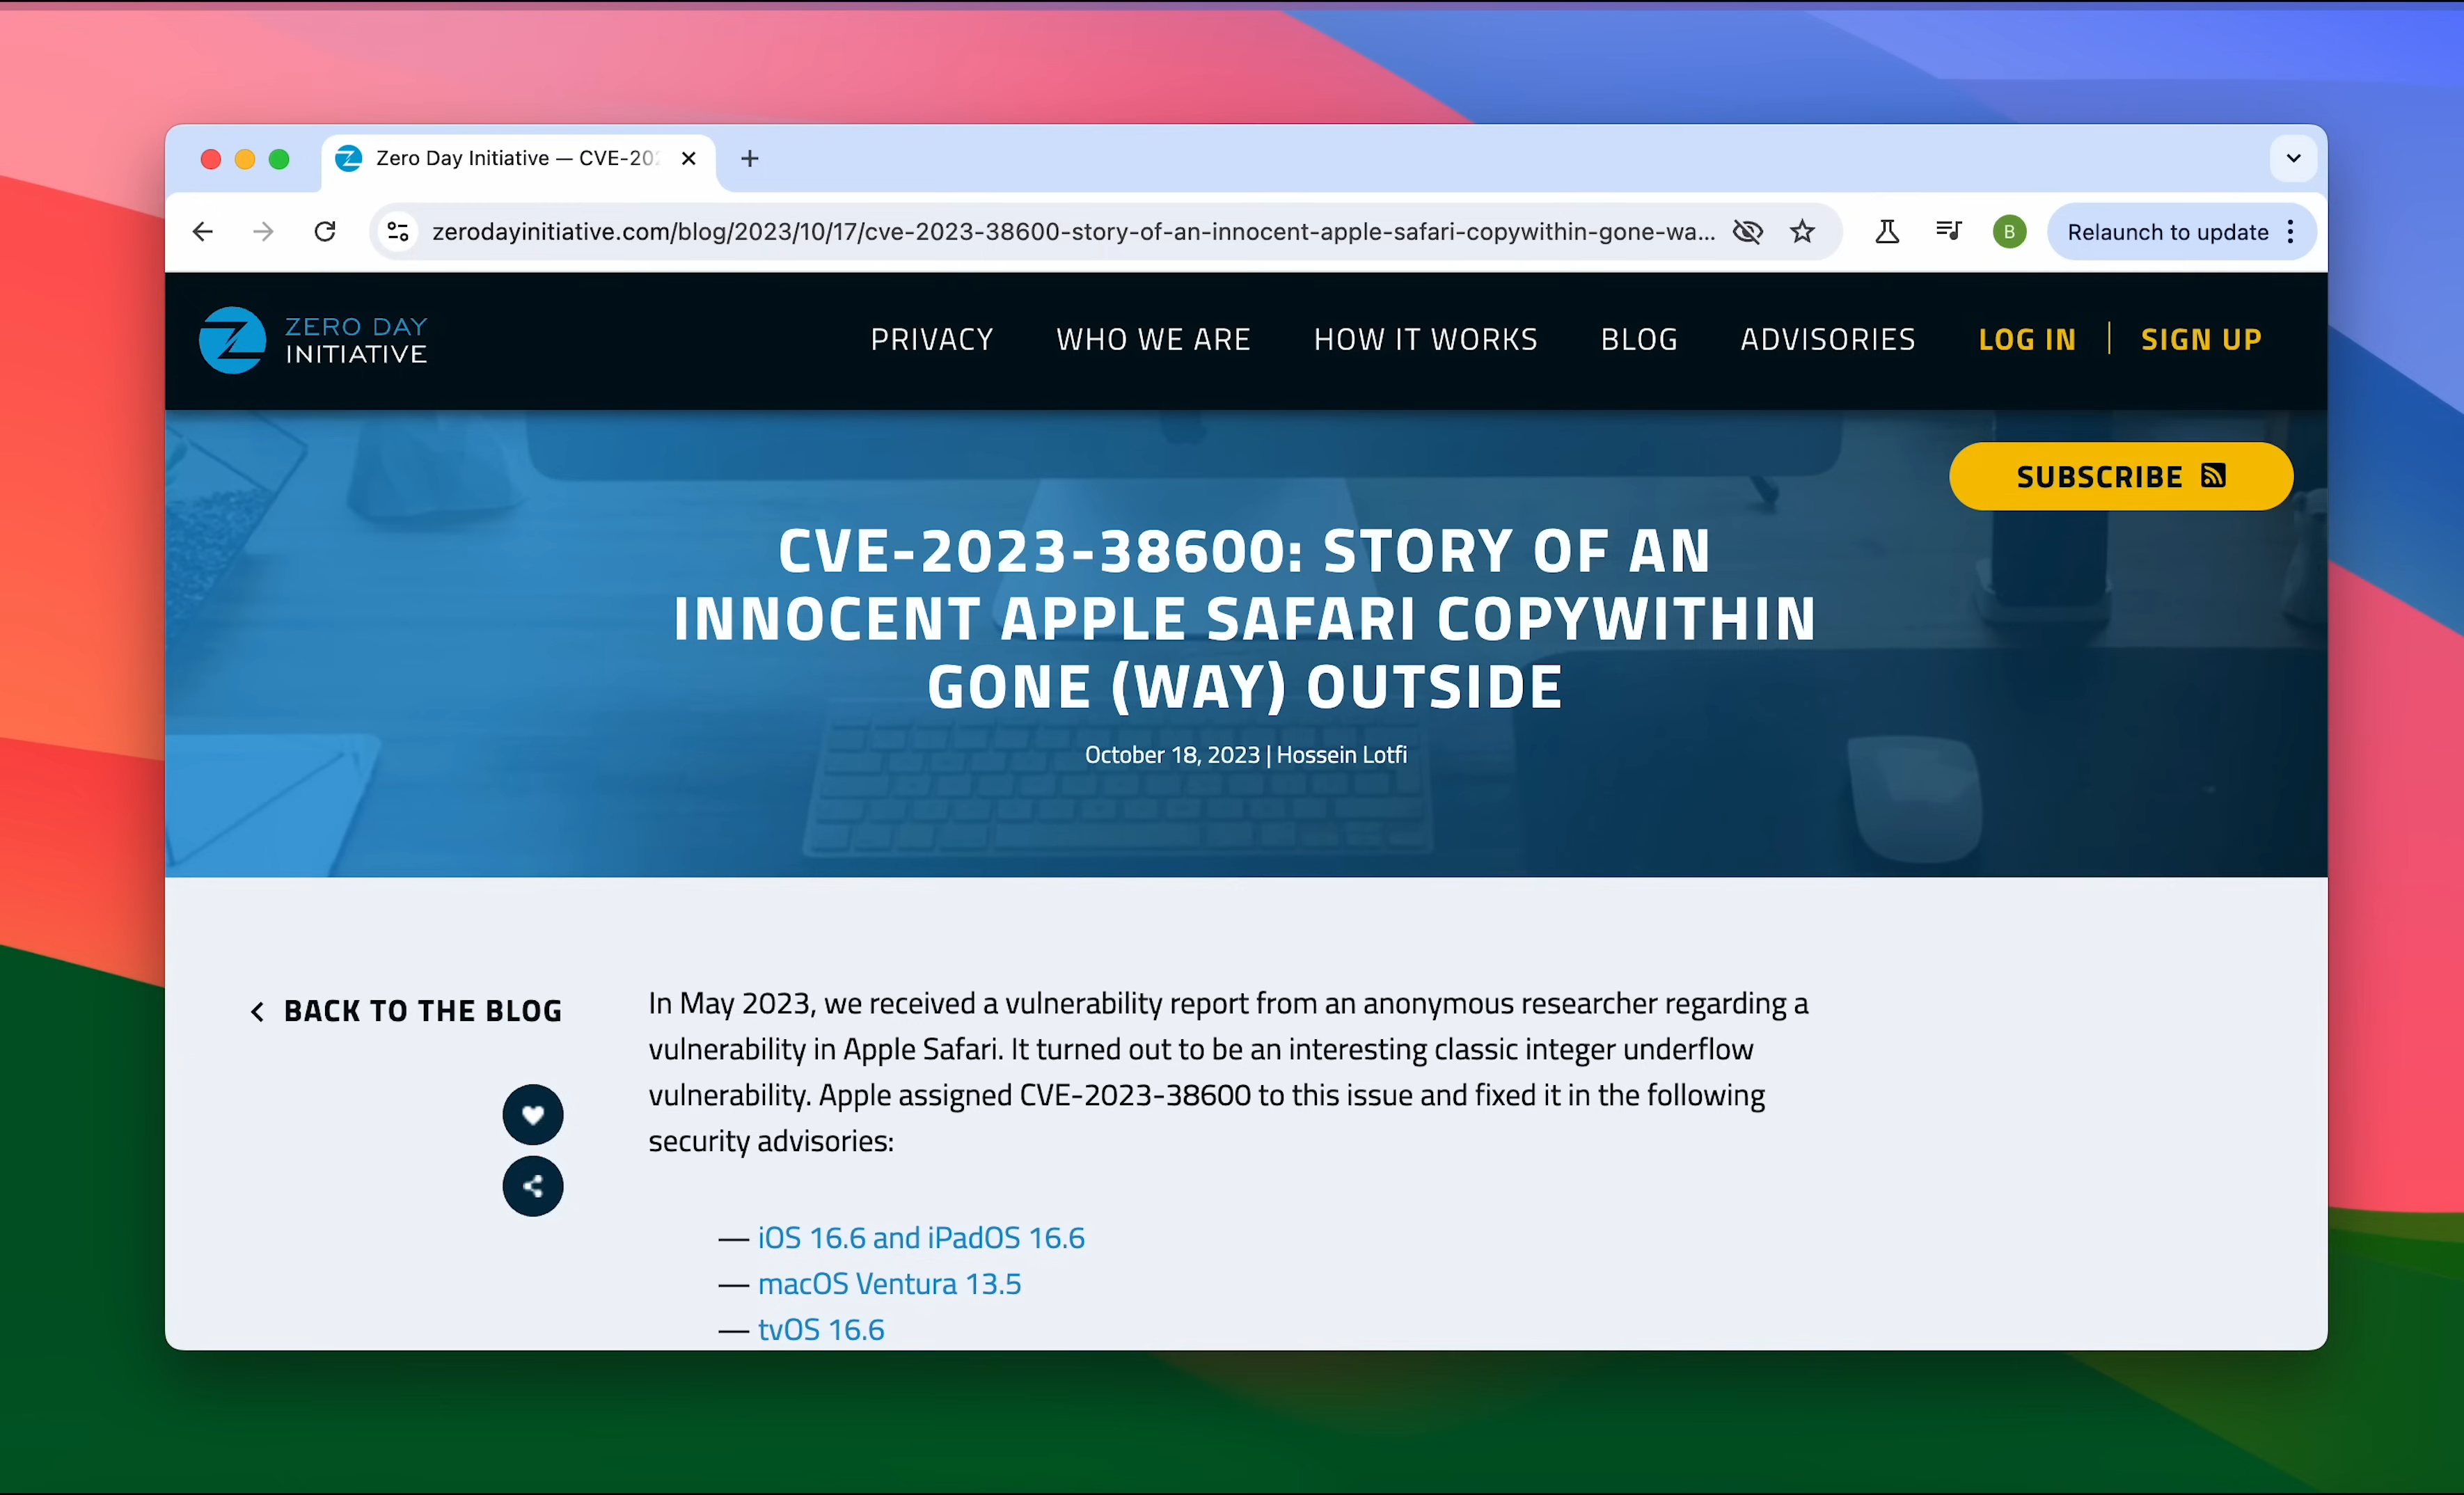 Zero Day Initiative — CVE-202
zerodayinitiative.com/blog/2023/10/17/cve-2023-38600-story-of-an-innocent-apple-safari-copywithin-gone-wa...
B
Relaunch to update
ZERO DAY
INITIATIVE
PRIVACY
WHO WE ARE
HOW IT WORKS
BLOG
ADVISORIES
LOG IN
SIGN UP
SUBSCRIBE
CVE-2023-38600: STORY OF AN
INNOCENT APPLE SAFARI COPYWITHIN
GONE (WAY) OUTSIDE
October 18, 2023 | Hossein Lotfi
BACK TO THE BLOG
In May 2023, we received a vulnerability report from an anonymous researcher regarding a
vulnerability in Apple Safari. It turned out to be an interesting classic integer underflow
vulnerability. Apple assigned CVE-2023-38600 to this issue and fixed it in the following
security advisories:
— iOS 16.6 and iPadOS 16.6
— macOS Ventura 13.5
— tvOS 16.6